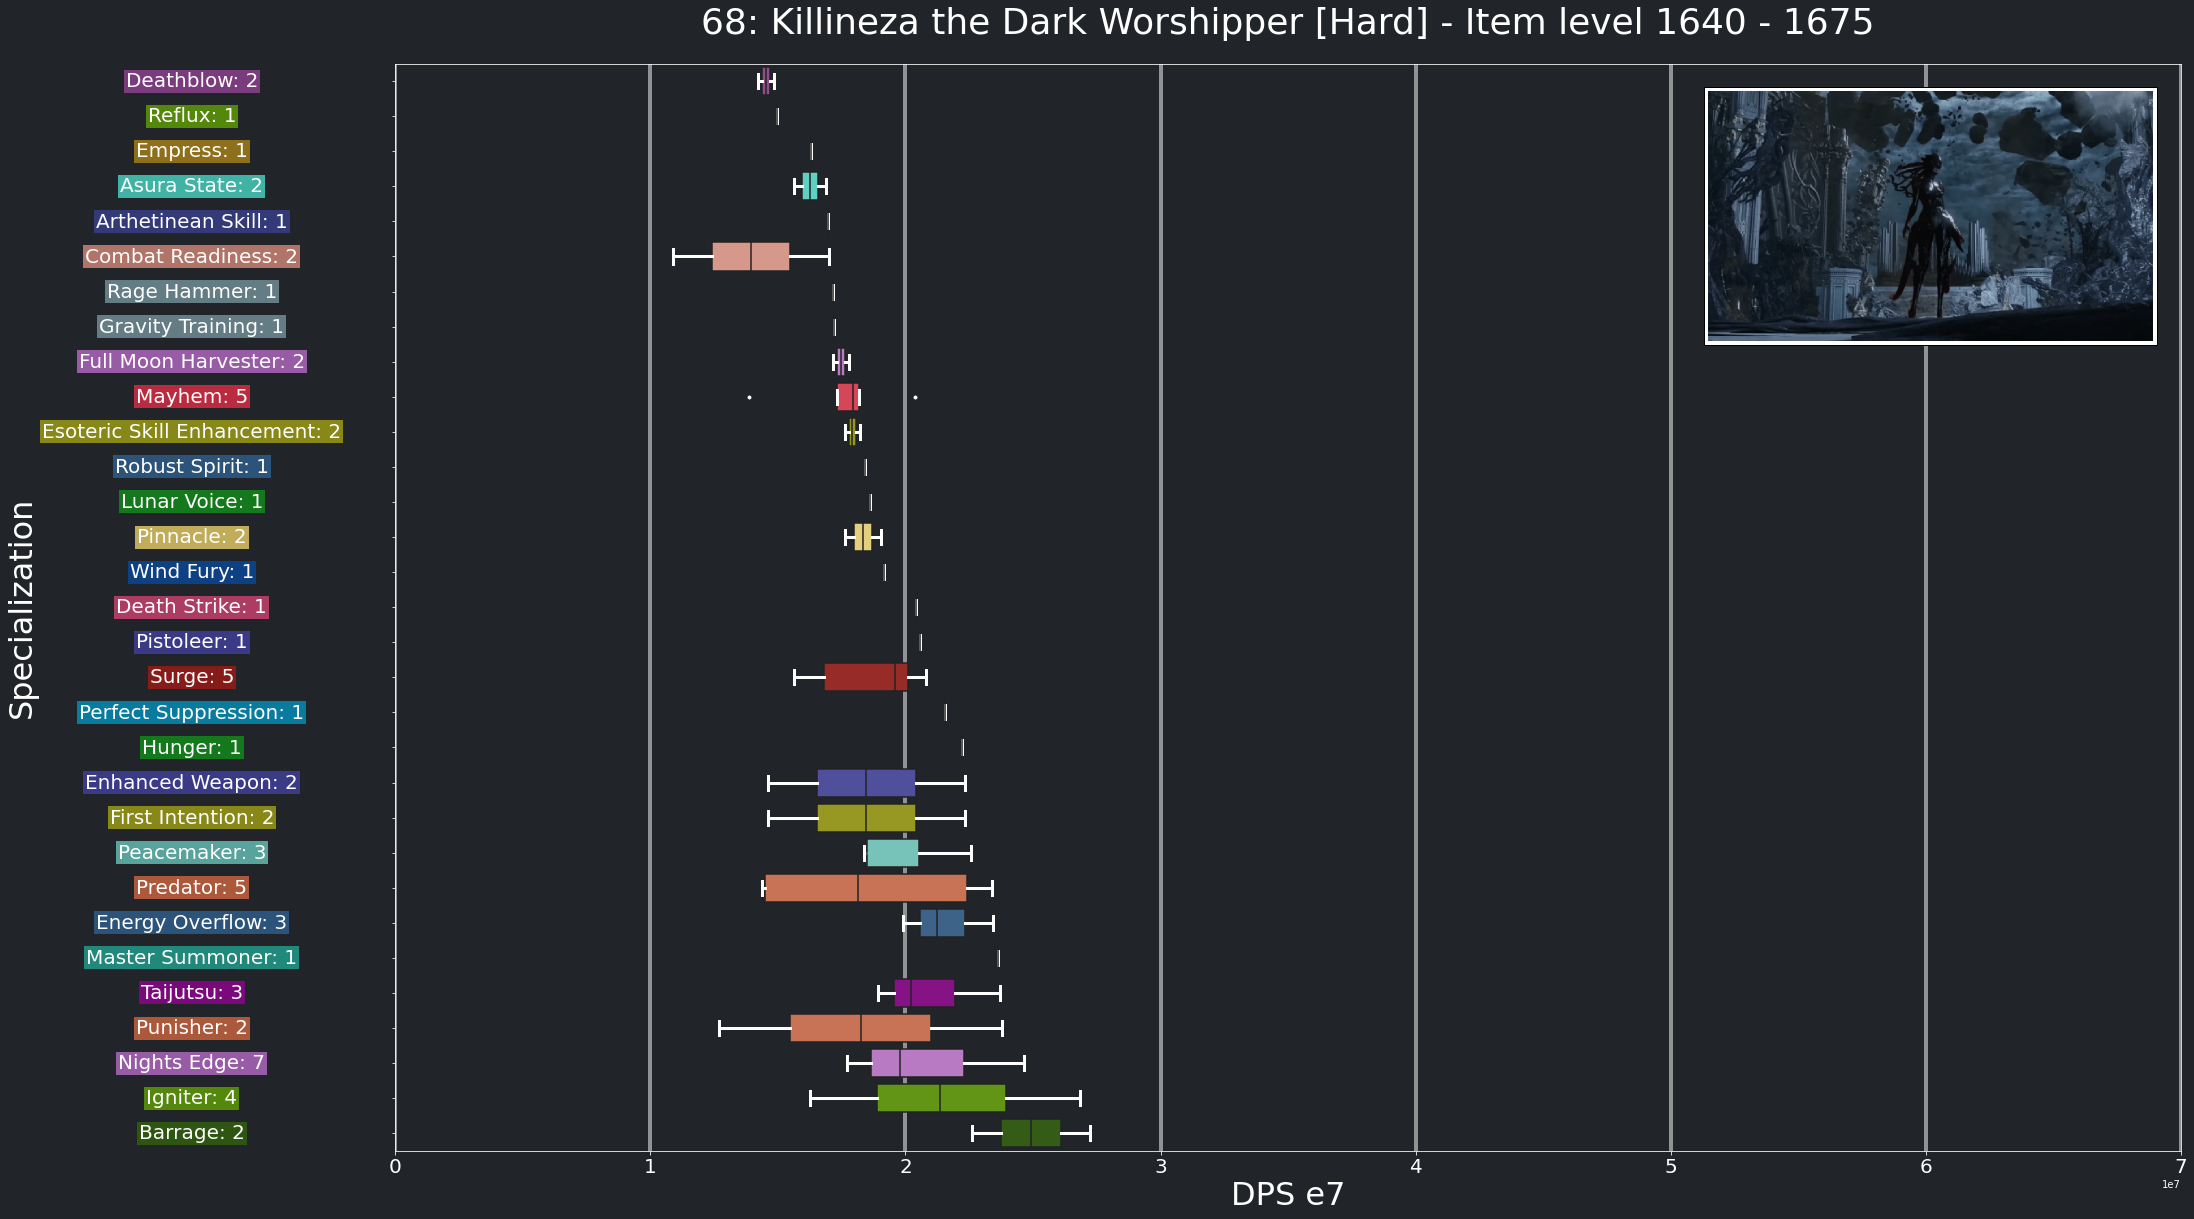 68: Killineza the Dark Worshipper [Hard] - Item level 1640 - 1675
Specialization
Deathblow: 2
Reflux: 1
Empress: 1
Asura State: 2
Arthetinean Skill: 1
Combat Readiness: 2
Rage Hammer: 1
Gravity Training: 1
Full Moon Harvester: 2
Mayhem: 5
Esoteric Skill Enhancement: 2
Robust Spirit: 1
Lunar Voice: 1
Pinnacle: 2
Wind Fury: 1
Death Strike: 1
Pistoleer: 1
Surge: 5
Perfect Suppression: 1
Hunger: 1
Enhanced Weapon: 2
First Intention: 2
Peacemaker: 3
Predator: 5
Energy Overflow: 3
Master Summoner: 1
Taijutsu: 3
Punisher: 2
Nights Edge: 7
Igniter: 4
Barrage: 2
0 1 2 3 4 5 6 7
1e7
DPS e7